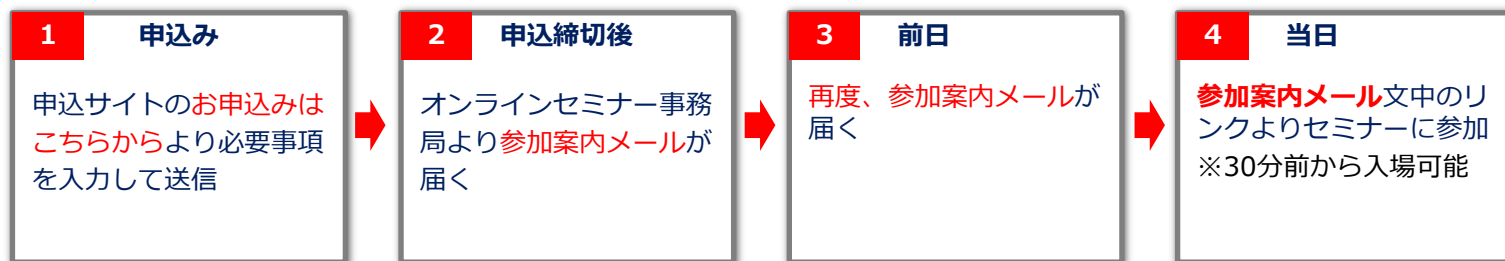 1 申込み
申込サイトのお申込みは
こちらからより必要事項
を入力して送信
2 申込締切後
オンラインセミナー事務
局より参加案内メールが
届く
3 前日
再度、参加案内メールが
届く
4 当日
参加案内メール文中のリ
ンクよりセミナーに参加
※30分前から入場可能